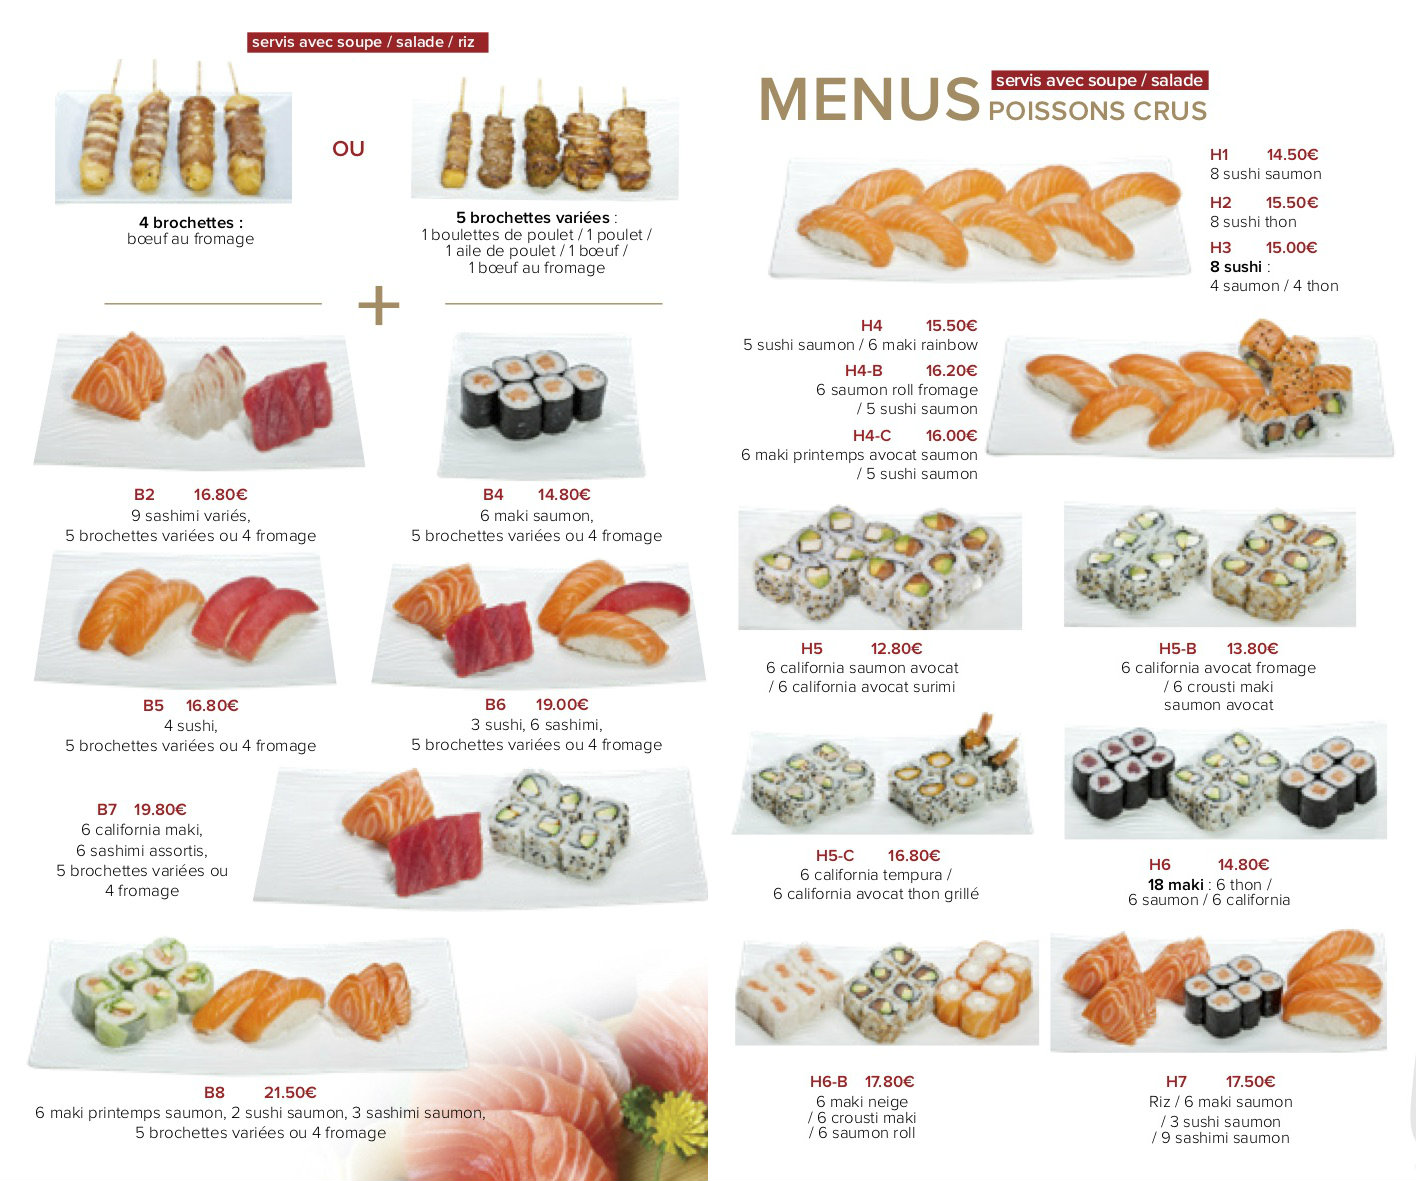 servis avec soupe / salade / riz
OU
4 brochettes :
bœuf au fromage
5 brochettes variées :
1 boulettes de poulet / 1 poulet /
1 aile de poulet / 1 bœuf /
1 bœuf au fromage
+
B2 16.80€
9 sashimi variés,
5 brochettes variées ou 4 fromage
B4 14.80€
6 maki saumon,
5 brochettes variées ou 4 fromage
B5 16.80€
4 sushi,
5 brochettes variées ou 4 fromage
B6 19.00€
3 sushi, 6 sashimi,
5 brochettes variées ou 4 fromage
B7 19.80€
6 california maki,
6 sashimi assortis,
5 brochettes variées ou
4 fromage
B8 21.50€
6 maki printemps saumon, 2 sushi saumon, 3 sashimi saumon,
5 brochettes variées ou 4 fromage
MENUS servis avec soupe / salade
POISSONS CRUS
H1 14.50€
8 sushi saumon
H2 15.50€
8 sushi thon
H3 15.00€
8 sushi :
4 saumon / 4 thon
H4 15.50€
5 sushi saumon / 6 maki rainbow
H4-B 16.20€
6 saumon roll fromage
/ 5 sushi saumon
H4-C 16.00€
6 maki printemps avocat saumon
/ 5 sushi saumon
H5 12.80€
6 california saumon avocat
/ 6 california avocat surimi
H5-B 13.80€
6 california avocat fromage
/ 6 crousti maki
saumon avocat
H5-C 16.80€
6 california tempura /
6 california avocat thon grillé
H6 14.80€
18 maki : 6 thon /
6 saumon / 6 california
H6-B 17.80€
6 maki neige
/ 6 crousti maki
/ 6 saumon roll
H7 17.50€
Riz / 6 maki saumon
/ 3 sushi saumon
/ 9 sashimi saumon